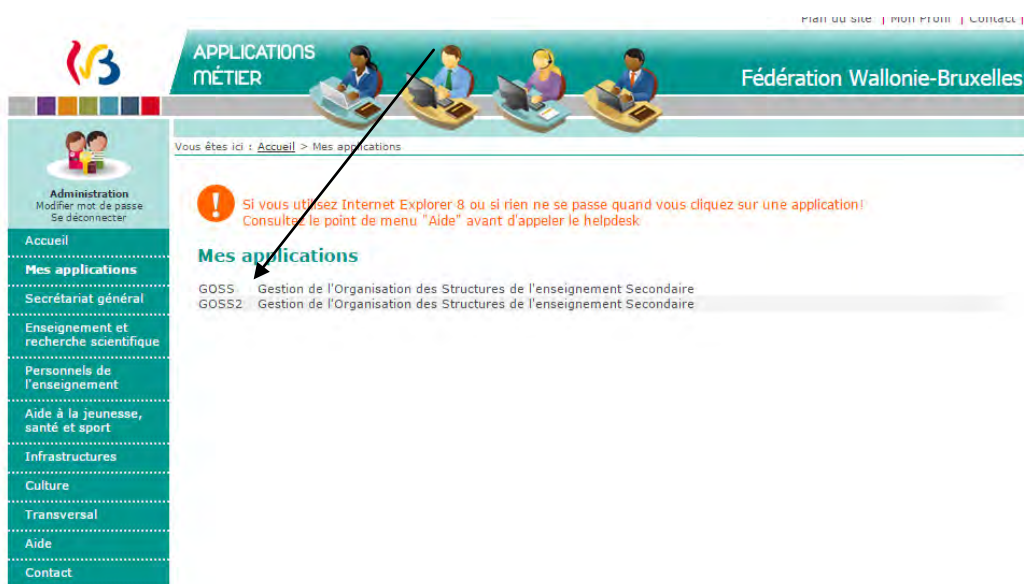 Plan du site | Mon Profil | Contact |
APPLICATIONS
MÉTIER
Fédération Wallonie-Bruxelles
Vous êtes ici : Accueil > Mes applications
Administration
Modifier mot de passe
Se déconnecter
Accueil
Mes applications
Secrétariat général
Enseignement et
recherche scientifique
Personnels de
l'enseignement
Aide à la jeunesse,
santé et sport
Infrastructures
Culture
Transversal
Aide
Contact
! Si vous utilisez Internet Explorer 8 ou si rien ne se passe quand vous cliquez sur une application!
Consultez le point de menu "Aide" avant d'appeler le helpdesk
Mes applications
GOSS Gestion de l'Organisation des Structures de l'enseignement Secondaire
GOSS2 Gestion de l'Organisation des Structures de l'enseignement Secondaire